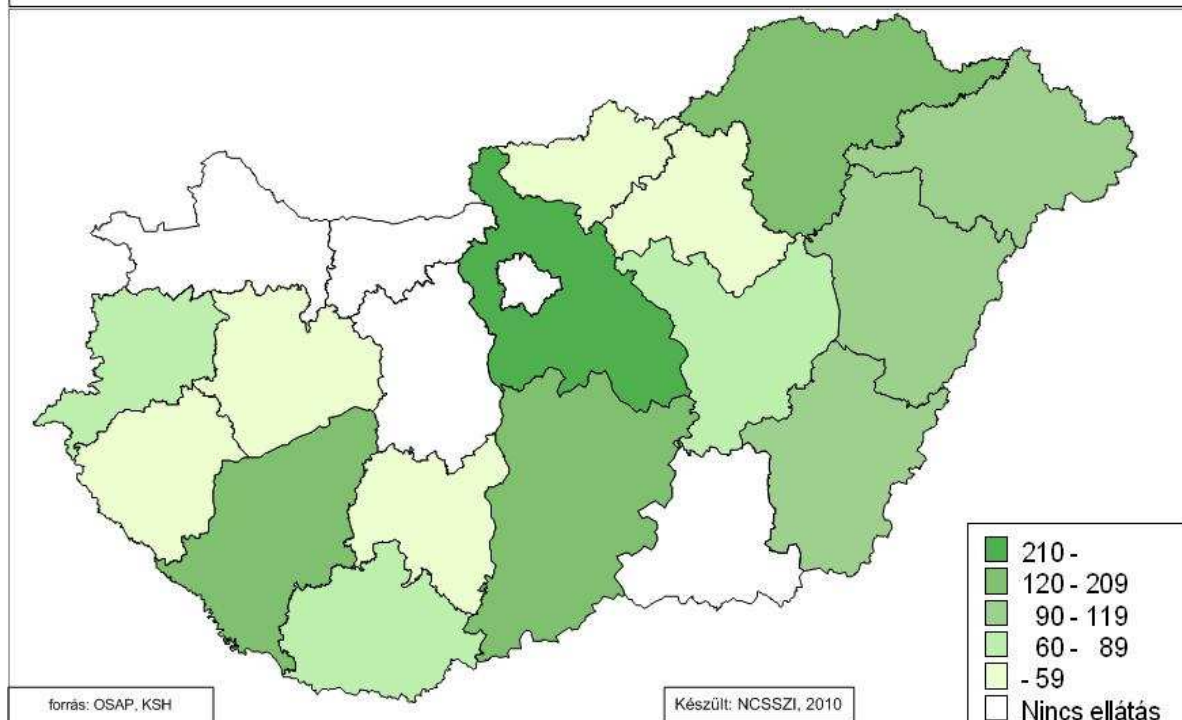 210 -
120 - 209
90 - 119
60 - 89
- 59
Nincs ellátás
forrás: OSAP, KSH
Készült: NCSSZI, 2010